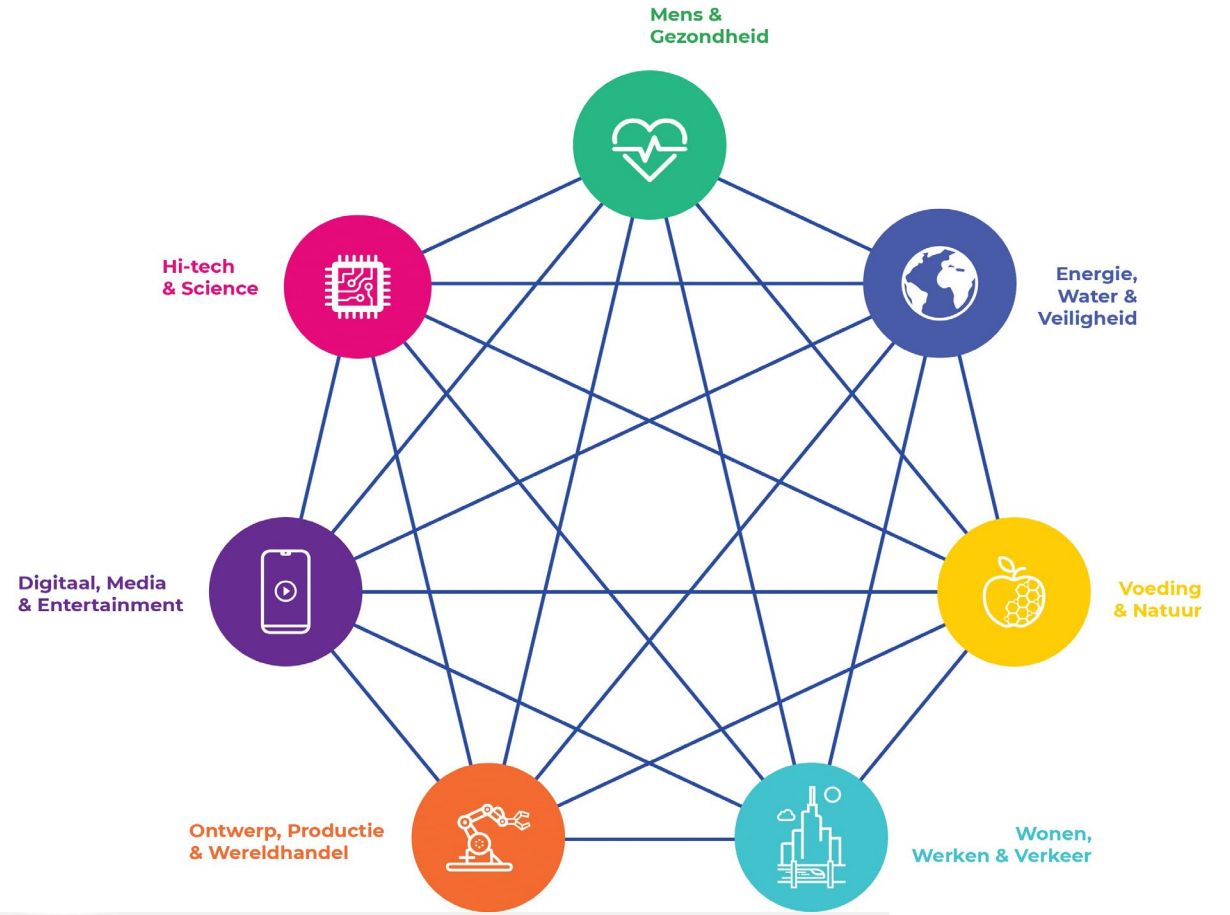 Mens &
Gezondheid
Hi-tech
& Science
Energie,
Water &
Veiligheid
Digitaal, Media
& Entertainment
Voeding
& Natuur
Ontwerp, Productie
& Wereldhandel
Wonen,
Werken & Verkeer